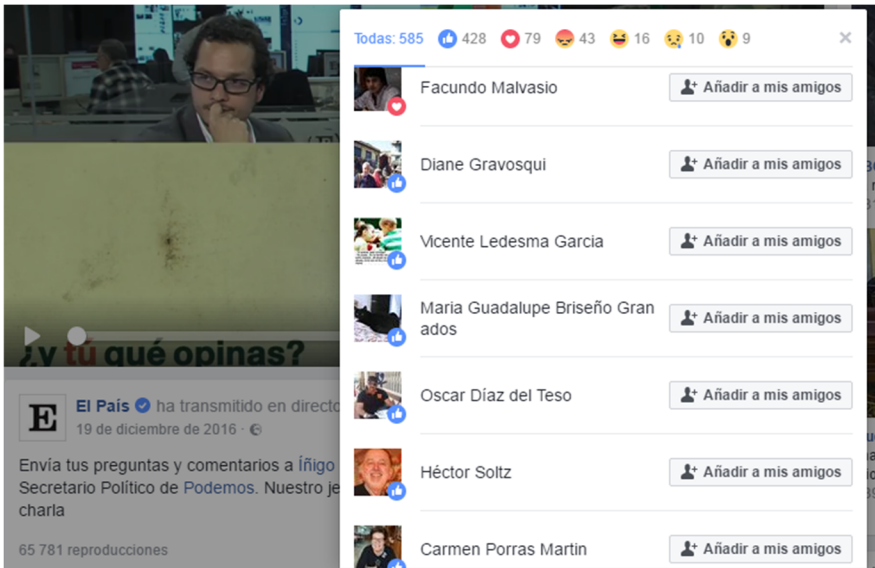 Todas: 585 428 79 43 16 10 9 ×
Facundo Malvasio Añadir a mis amigos
Diane Gravosqui Añadir a mis amigos
Vicente Ledesma Garcia Añadir a mis amigos
Maria Guadalupe Briseño Gran
ados Añadir a mis amigos
Oscar Díaz del Teso Añadir a mis amigos
Héctor Soltz Añadir a mis amigos
Carmen Porras Martin Añadir a mis amigos
¿y tú qué opinas?
E
El País ha transmitido en directo
19 de diciembre de 2016 ·
Envía tus preguntas y comentarios a Íñigo
Secretario Político de Podemos. Nuestro je
charla
65 781 reproducciones